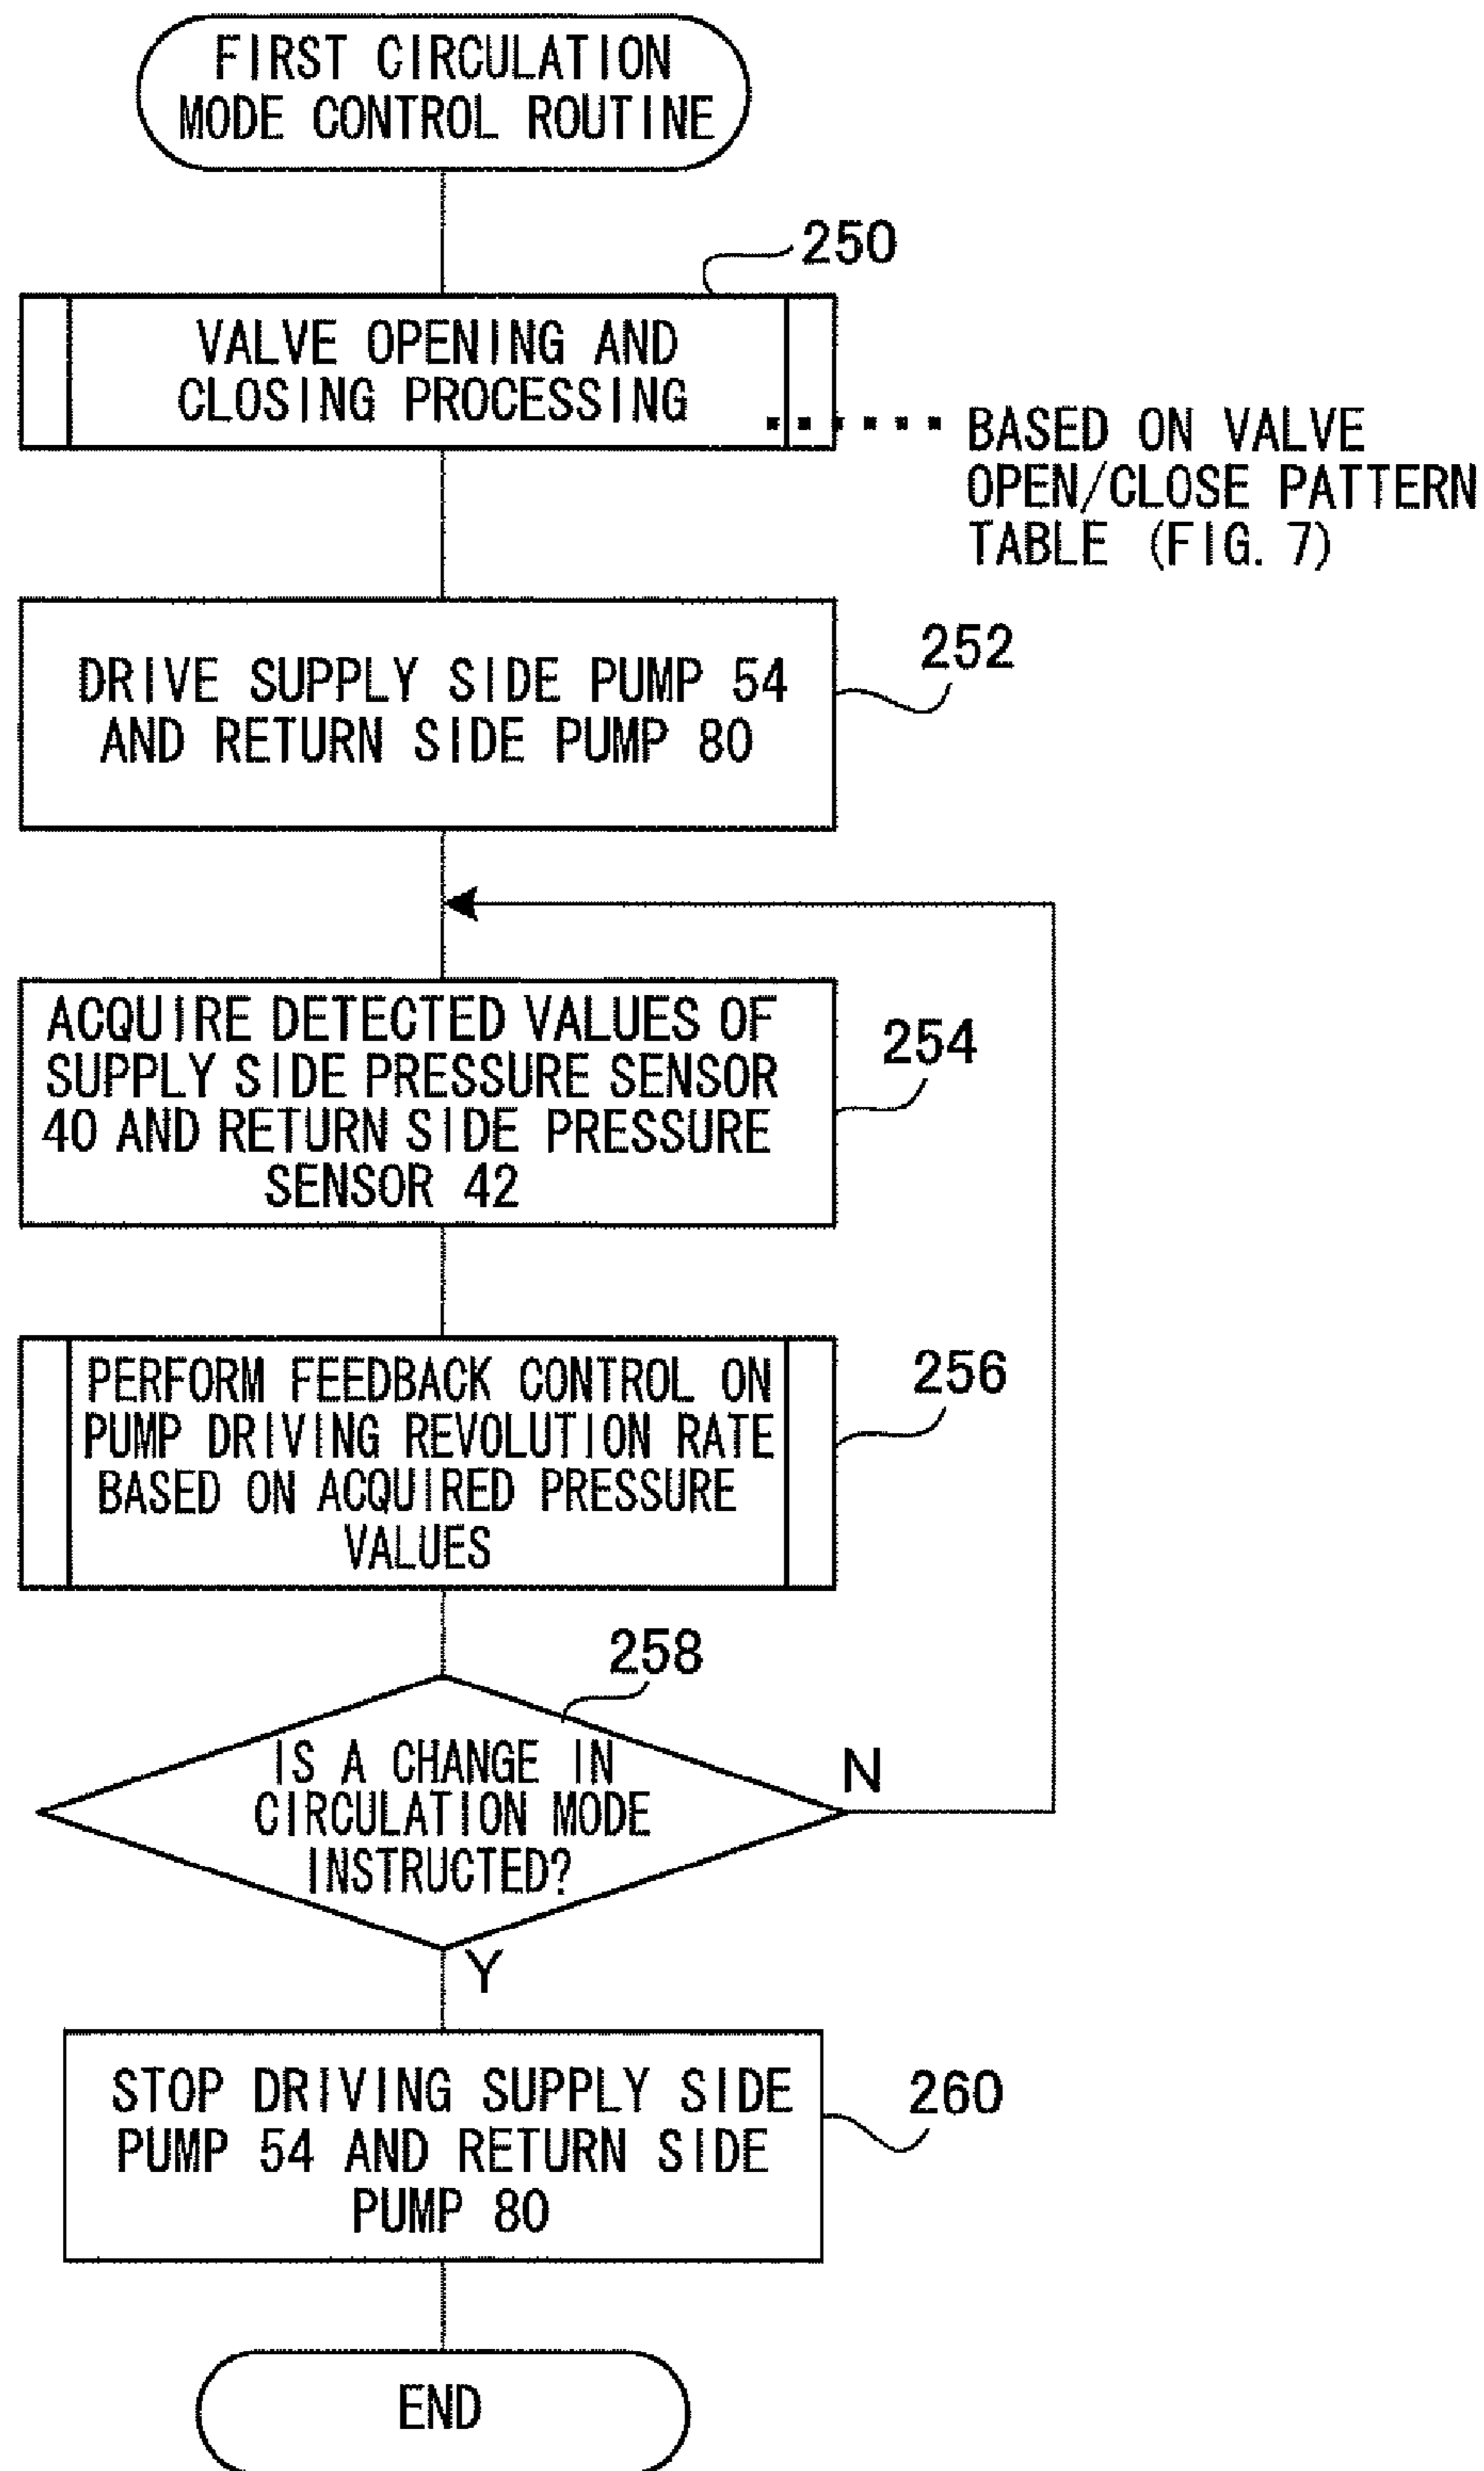 FIRST CIRCULATION
MODE CONTROL ROUTINE
250
VALVE OPENING AND
CLOSING PROCESSING
BASED ON VALVE
OPEN/CLOSE PATTERN
TABLE (FIG. 7)
252
DRIVE SUPPLY SIDE PUMP 54
AND RETURN SIDE PUMP 80
254
ACQUIRE DETECTED VALUES OF
SUPPLY SIDE PRESSURE SENSOR
40 AND RETURN SIDE PRESSURE
SENSOR 42
256
PERFORM FEEDBACK CONTROL ON
PUMP DRIVING REVOLUTION RATE
BASED ON ACQUIRED PRESSURE
VALUES
258
IS A CHANGE IN
CIRCULATION MODE
INSTRUCTED?
N
Y
260
STOP DRIVING SUPPLY SIDE
PUMP 54 AND RETURN SIDE
PUMP 80
END